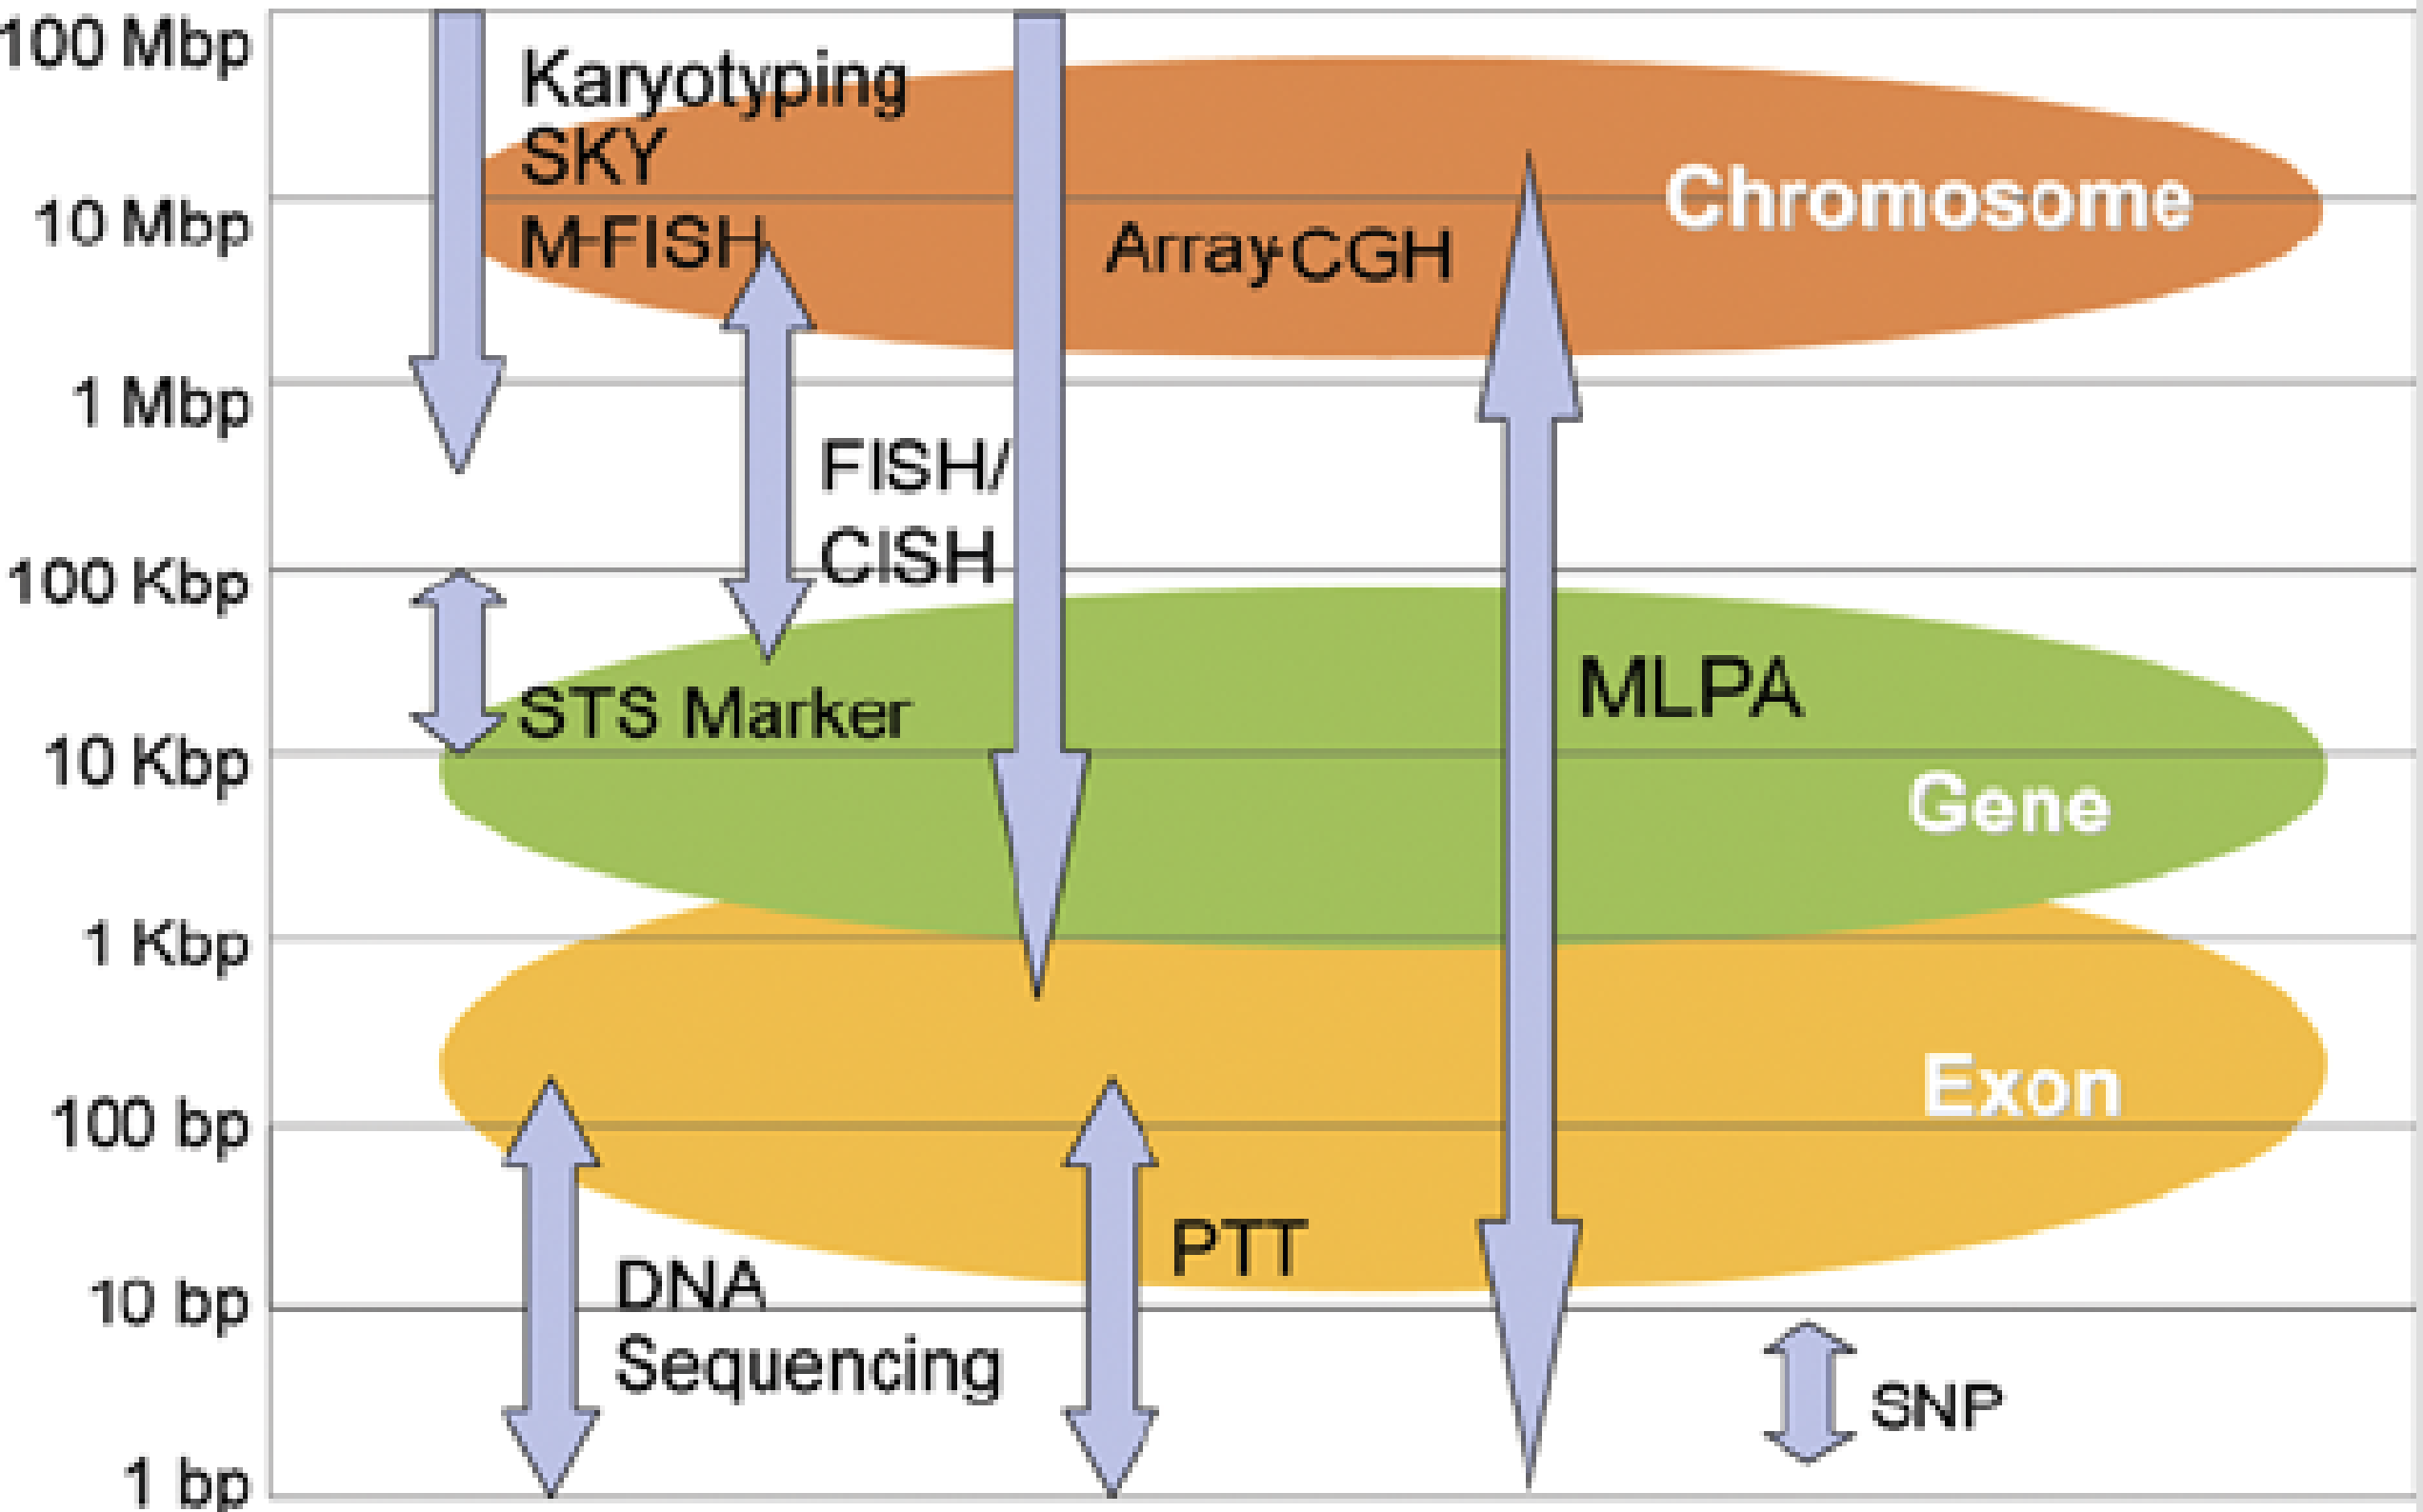 100 Mbp
Karyotyping
SKY
Chromosome
10 Mbp
M-FISH
Array-CGH
1 Mbp
FISH/
CISH
100 Kbp
MLPA
STS Marker
10 Kbp
Gene
1 Kbp
Exon
100 bp
PTT
DNA
10 bp
Sequencing
SNP
1 bp